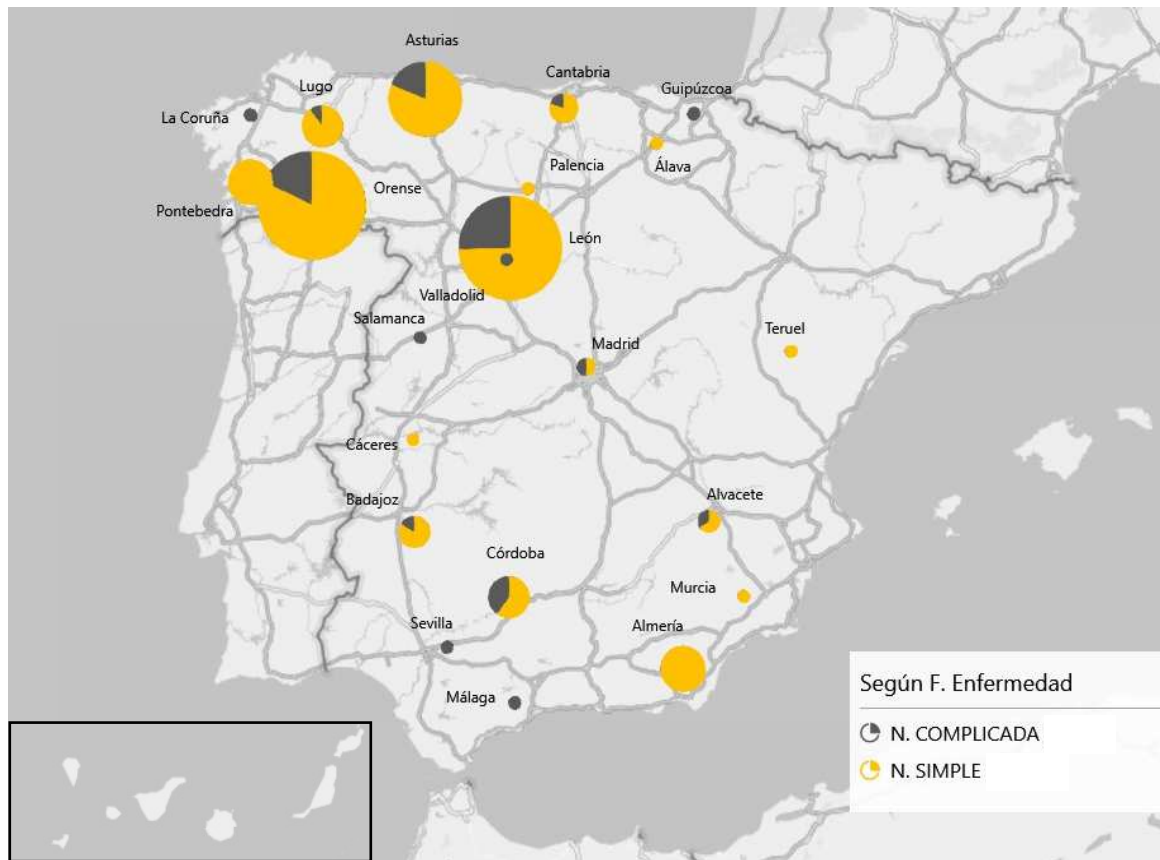 Asturias
Cantabria
Lugo
Guipúzcoa
La Coruña
Álava
Palencia
Orense
Pontebedra
León
Valladolid
Salamanca
Teruel
Madrid
Cáceres
Badajoz
Alvacete
Córdoba
Murcia
Sevilla
Almería
Málaga
Según F. Enfermedad
N. COMPLICADA
N. SIMPLE